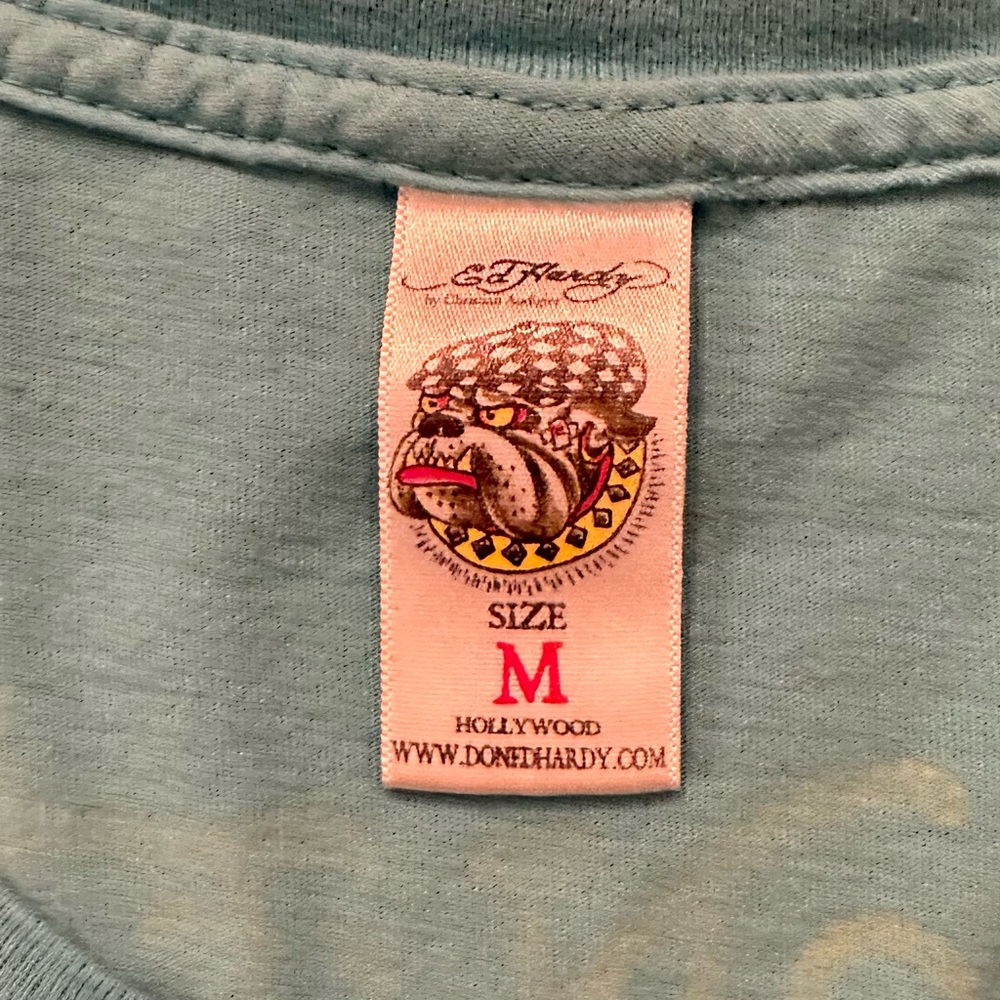 Ed Hardy
by Christian Audigier
SIZE
M
HOLLYWOOD
WWW.DONEDHARDY.COM